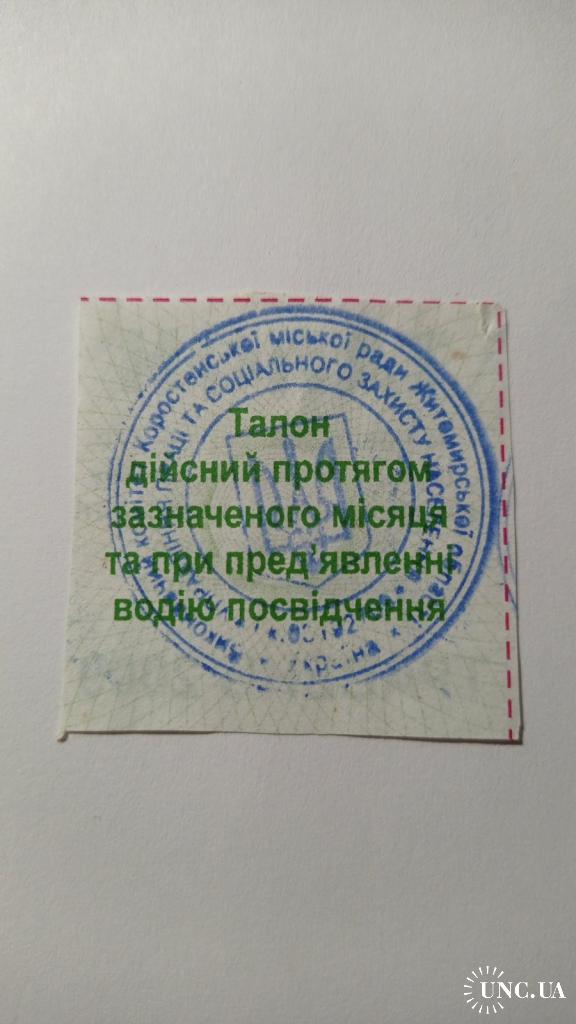 Талон
дійсний протягом
зазначеного місяця
та при пред’явленні
водію посвідчення
Коростенської міської ради Житомирської
ПРАЦІ ТА СОЦІАЛЬНОГО ЗАХИСТУ НАСЕЛЕННЯ
Україна
UNC.UA